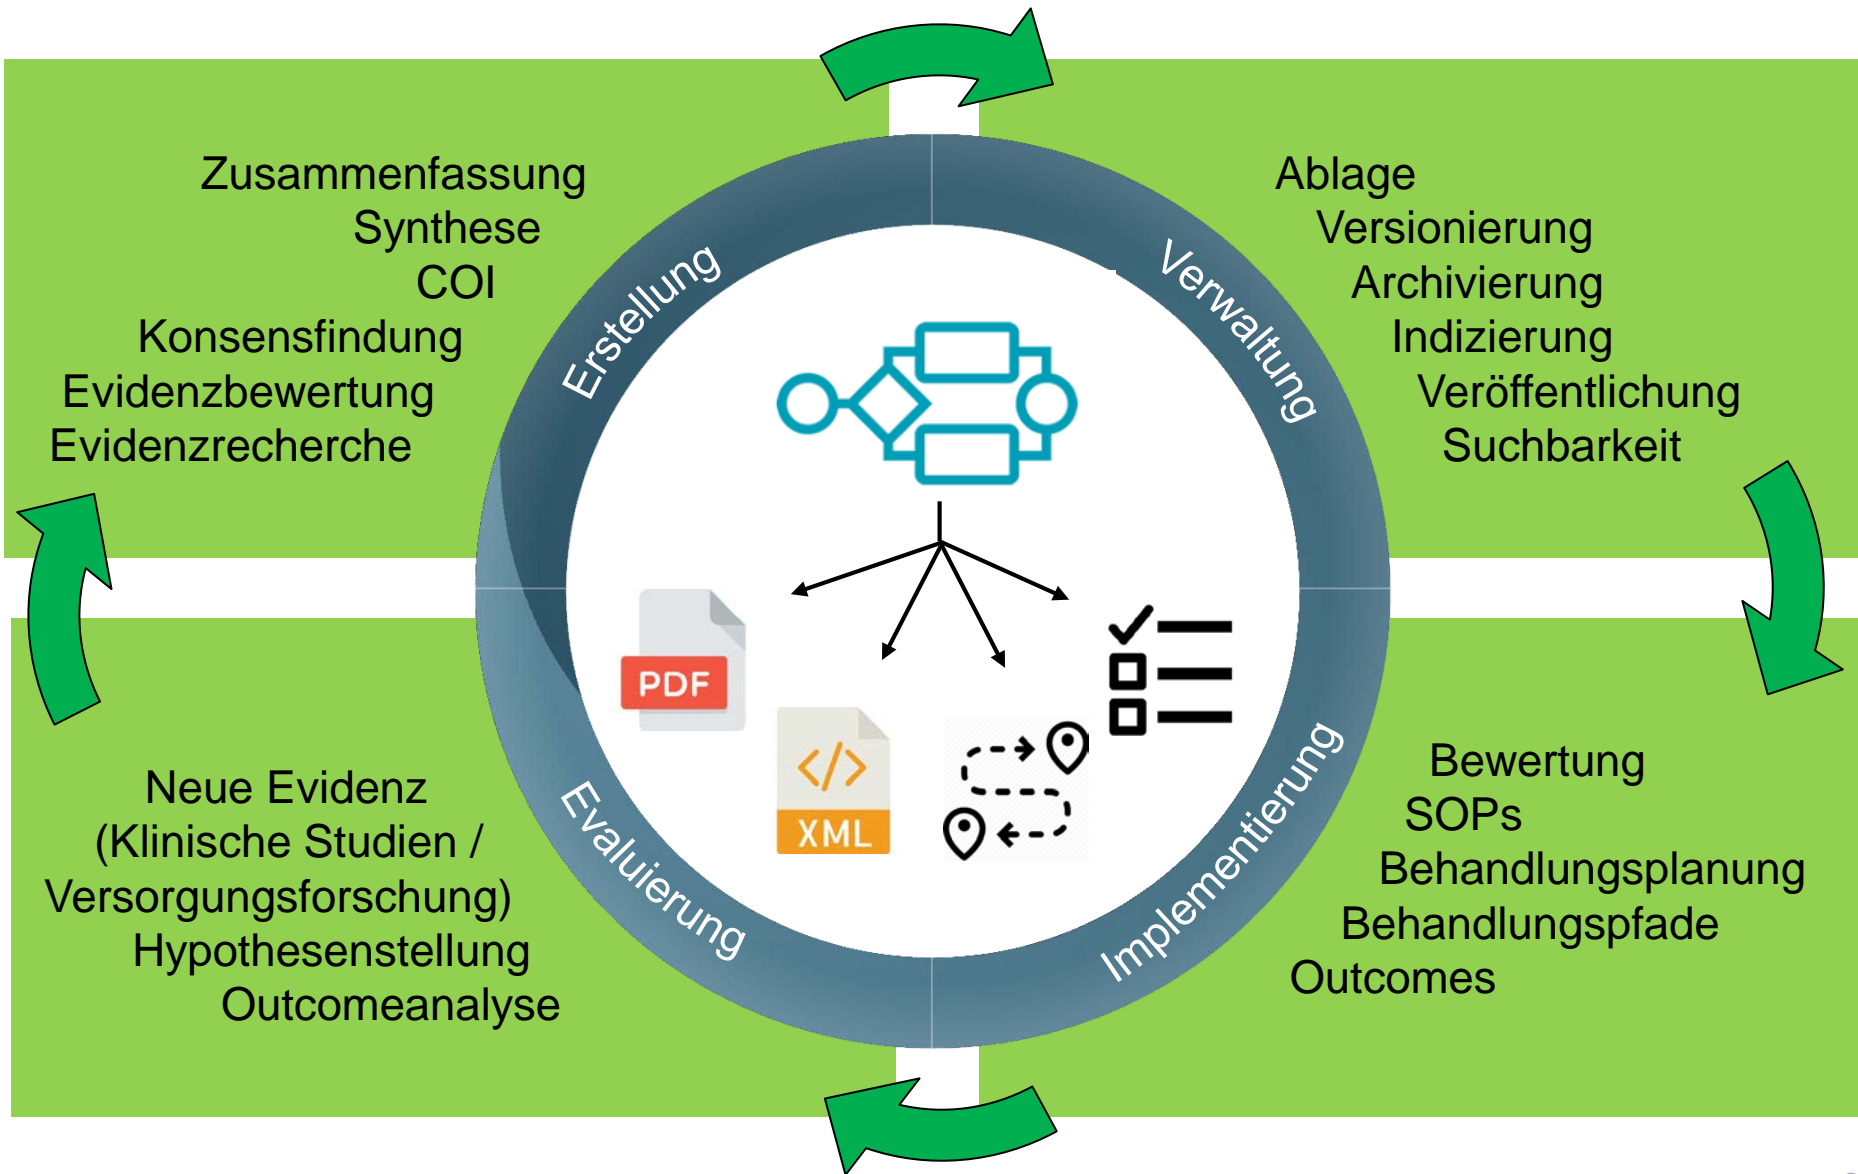 Zusammenfassung
Synthese
COI
Konsensfindung
Evidenzbewertung
Evidenzrecherche
Erstellung
Verwaltung
Ablage
Versionierung
Archivierung
Indizierung
Veröffentlichung
Suchbarkeit
PDF
</>
XML
Neue Evidenz
(Klinische Studien /
Versorgungsforschung)
Hypothesenstellung
Outcomeanalyse
Evaluierung
Implementierung
Bewertung
SOPs
Behandlungsplanung
Behandlungspfade
Outcomes